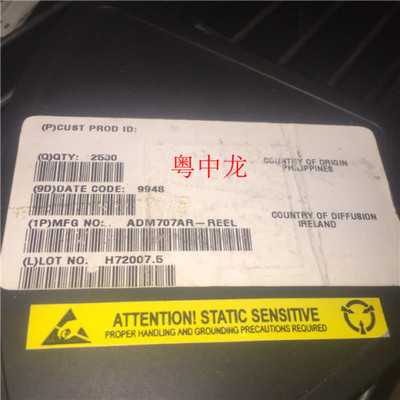 (P)CUST PROD ID:
(Q)QTY: 2500
粤中龙
COUNTRY OF ORIGIN
PHILIPPINES
(9D)DATE CODE: 9948
(1P)MFG NO: ADM707AR-REEL
COUNTRY OF DIFFUSION
IRELAND
(L)LOT NO. H72007.5
ATTENTION! STATIC SENSITIVE
PROPER HANDLING AND GROUNDING PRECAUTIONS REQUIRED